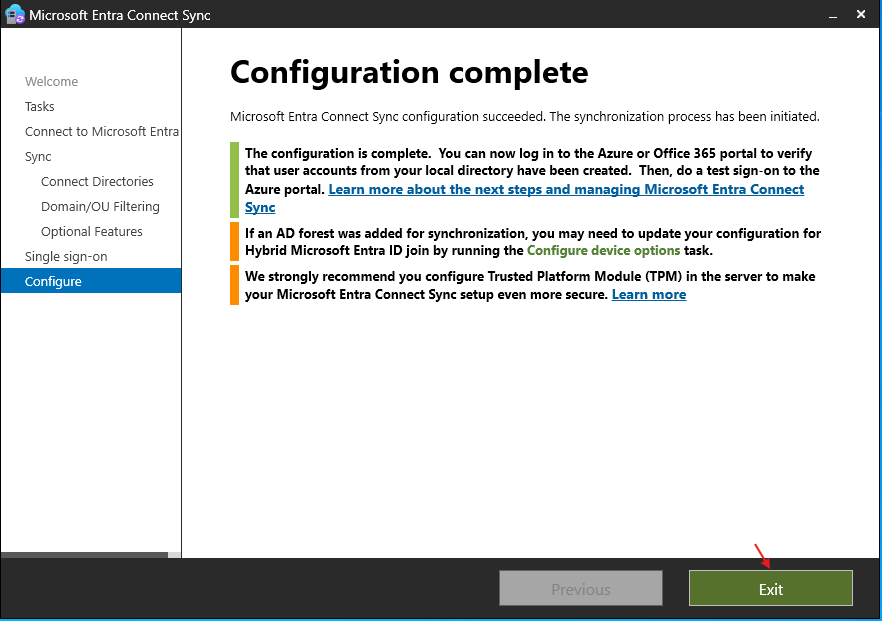 Microsoft Entra Connect Sync
Welcome
Tasks
Connect to Microsoft Entra
Sync
Connect Directories
Domain/OU Filtering
Optional Features
Single sign-on
Configure
Configuration complete
Microsoft Entra Connect Sync configuration succeeded. The synchronization process has been initiated.
The configuration is complete.  You can now log in to the Azure or Office 365 portal to verify
that user accounts from your local directory have been created.  Then, do a test sign-on to the
Azure portal. Learn more about the next steps and managing Microsoft Entra Connect
Sync
If an AD forest was added for synchronization, you may need to update your configuration for
Hybrid Microsoft Entra ID join by running the Configure device options task.
We strongly recommend you configure Trusted Platform Module (TPM) in the server to make
your Microsoft Entra Connect Sync setup even more secure. Learn more
Previous
Exit